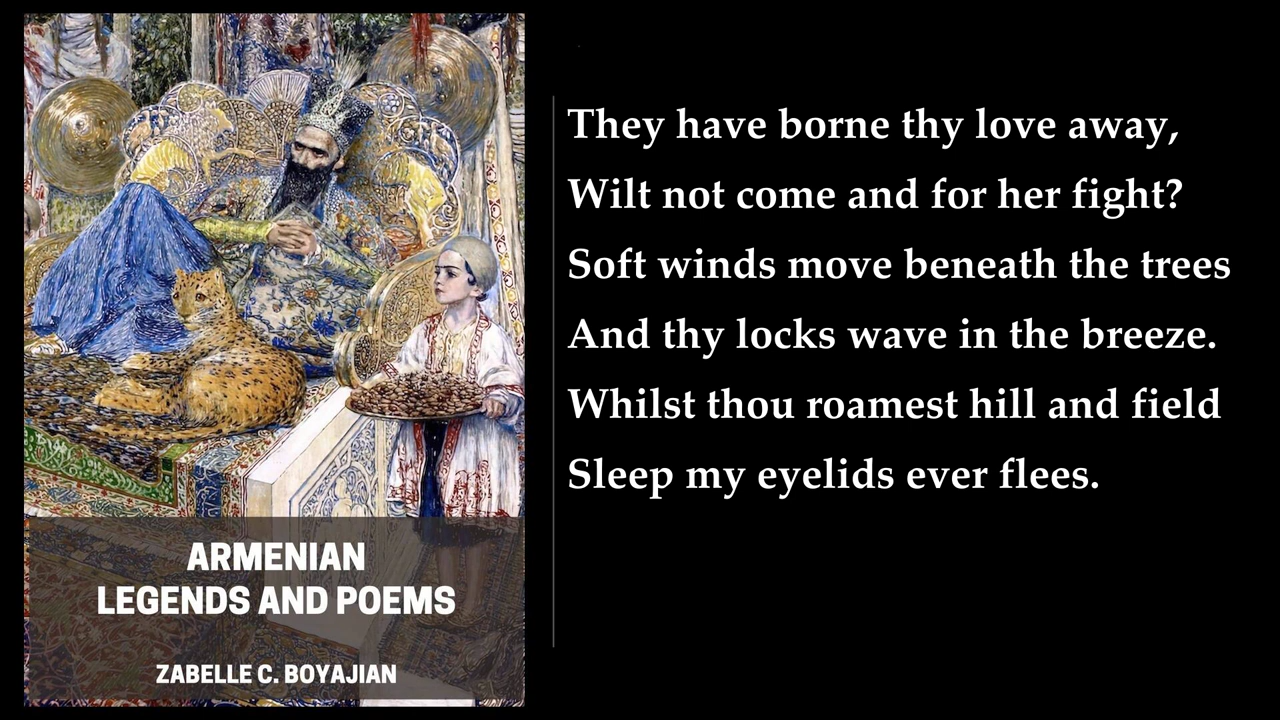 They have borne thy love away,
Wilt not come and for her fight?
Soft winds move beneath the trees
And thy locks wave in the breeze.
Whilst thou roamest hill and field
Sleep my eyelids ever flees.
ARMENIAN
LEGENDS AND POEMS
ZABELLE C. BOYAJIAN